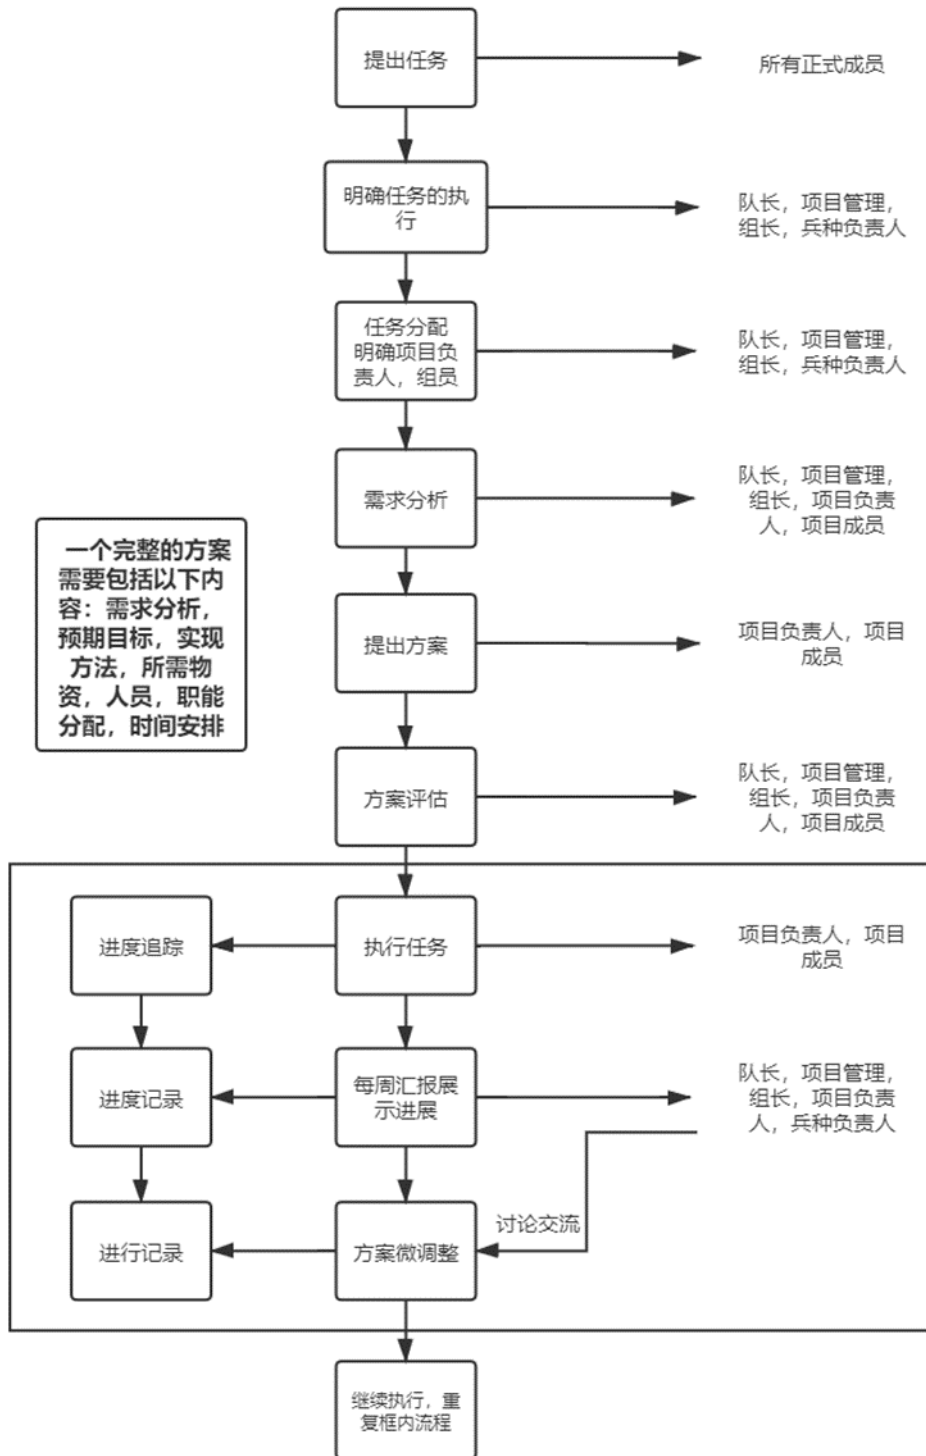 提出任务
所有正式成员
明确任务的执
行
队长，项目管理，
组长，兵种负责人
任务分配
明确项目负
责人，组员
队长，项目管理，
组长，兵种负责人
需求分析
队长，项目管理，
组长，项目负责
人，项目成员
一个完整的方案
需要包括以下内
容：需求分析，
预期目标，实现
方法，所需物
资，人员，职能
分配，时间安排
提出方案
项目负责人，项目
成员
方案评估
队长，项目管理，
组长，项目负责
人，项目成员
进度追踪
执行任务
项目负责人，项目
成员
进度记录
每周汇报展
示进展
队长，项目管理，
组长，项目负责
人，兵种负责人
讨论交流
进行记录
方案微调整
继续执行，重
复框内流程